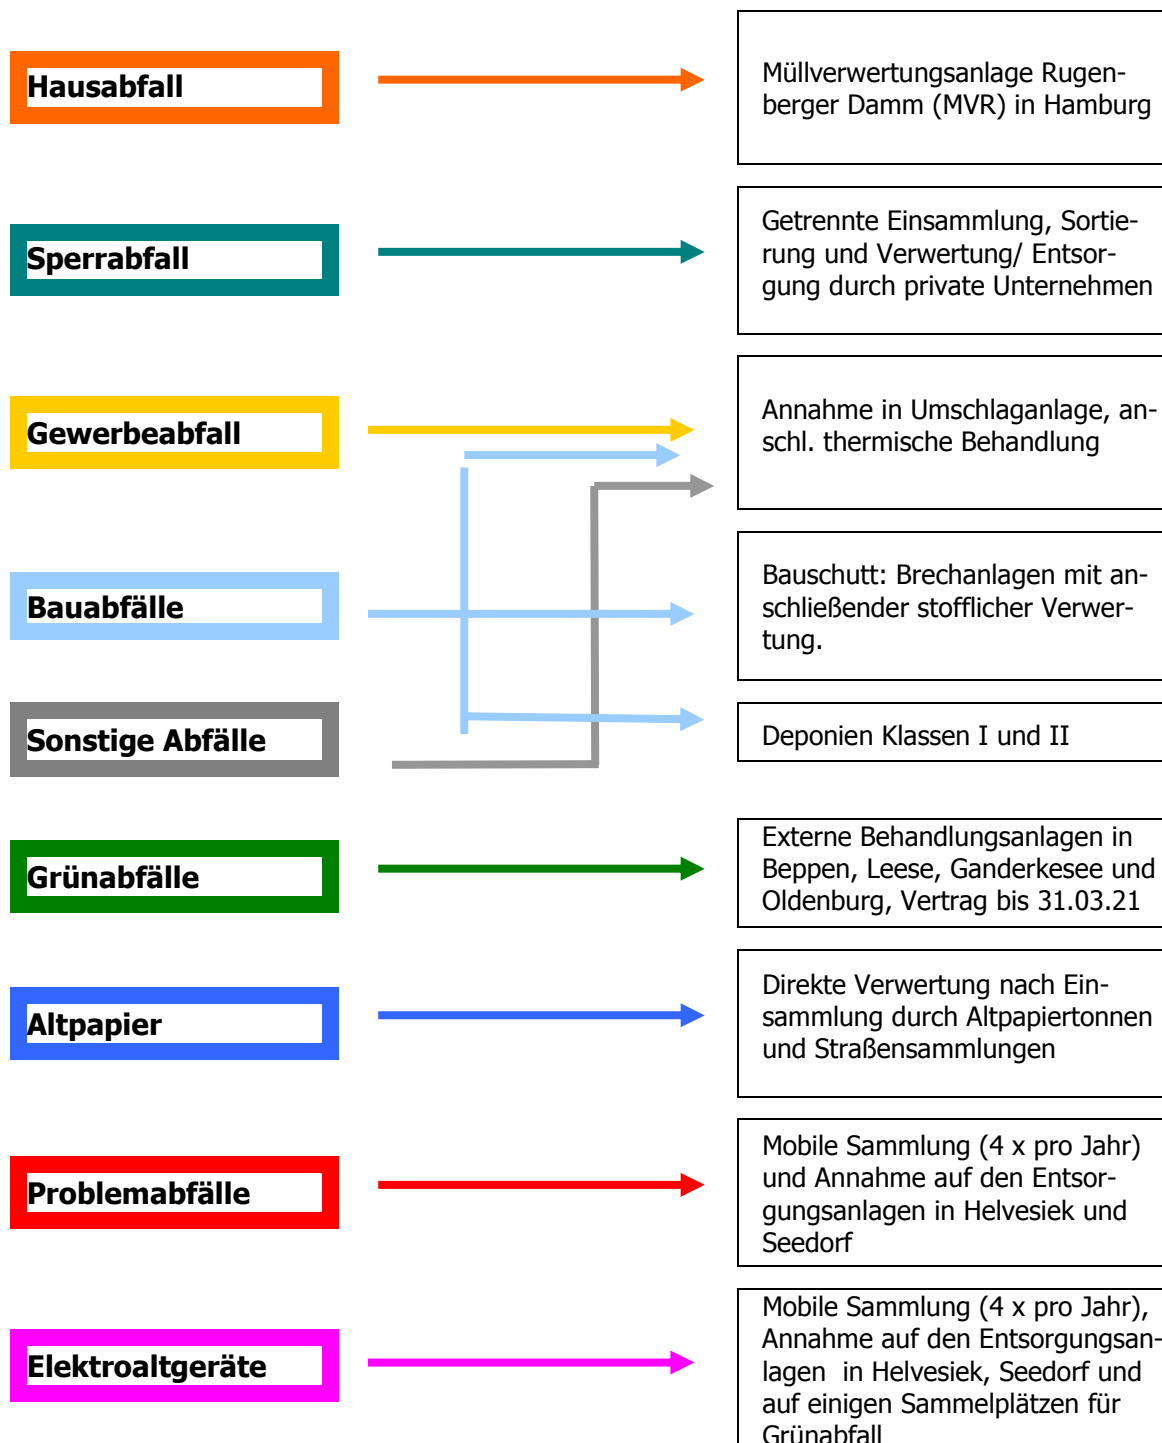 Hausabfall
Müllverwertungsanlage Rugen-
berger Damm (MVR) in Hamburg
Sperrabfall
Getrennte Einsammlung, Sortie-
rung und Verwertung/ Entsor-
gung durch private Unternehmen
Gewerbeabfall
Annahme in Umschlaganlage, an-
schl. thermische Behandlung
Bauabfälle
Bauschutt: Brechanlagen mit an-
schließender stofflicher Verwer-
tung.
Sonstige Abfälle
Deponien Klassen I und II
Grünabfälle
Externe Behandlungsanlagen in
Beppen, Leese, Ganderkesee und
Oldenburg, Vertrag bis 31.03.21
Altpapier
Direkte Verwertung nach Ein-
sammlung durch Altpapiertonnen
und Straßensammlungen
Problemabfälle
Mobile Sammlung (4 x pro Jahr)
und Annahme auf den Entsor-
gungsanlagen in Helvesiek und
Seedorf
Elektroaltgeräte
Mobile Sammlung (4 x pro Jahr),
Annahme auf den Entsorgungsan-
lagen in Helvesiek, Seedorf und
auf einigen Sammelplätzen für
Grünabfall